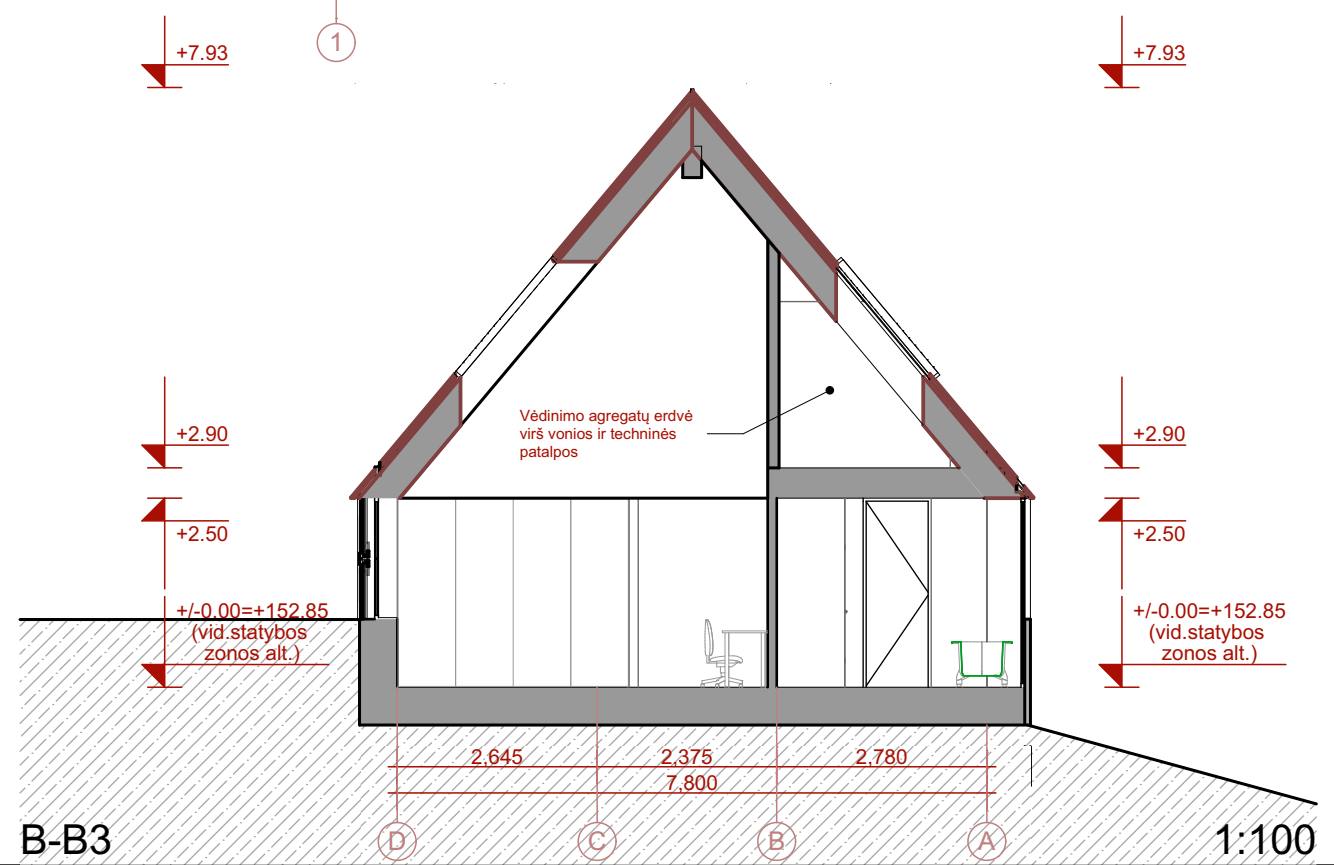 1
+7.93
+7.93
Vėdinimo agregatų erdvė
virš vonios ir techninės
patalpos
+2.90
+2.90
+2.50
+2.50
+/-0.00=+152.85
(vid.statybos
zonos alt.)
+/-0.00=+152.85
(vid.statybos
zonos alt.)
2,645
2,375
2,780
7,800
D
C
B
A
B-B3
1:100